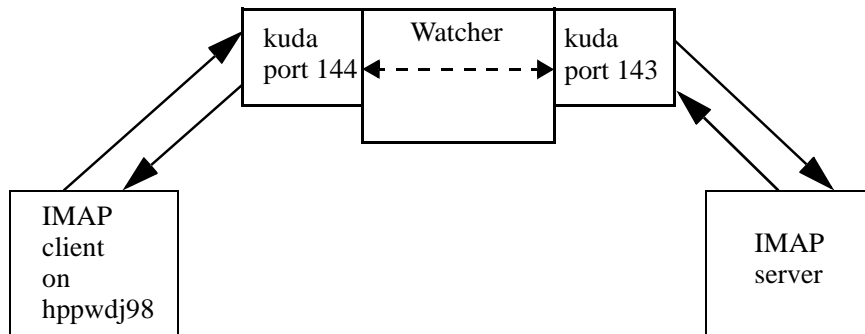 kuda
port 144
Watcher
kuda
port 143
IMAP
client
on
hppwdj98
IMAP
server